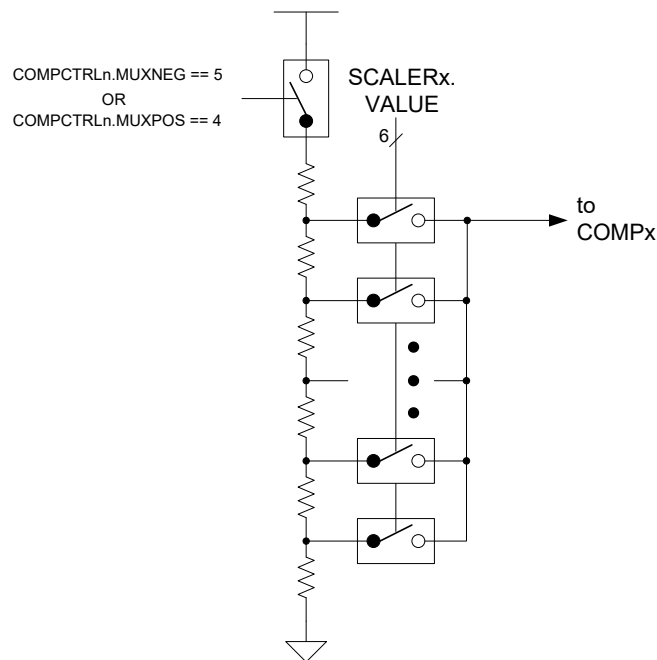 COMPCTRLn.MUXNEG == 5
OR
COMPCTRLn.MUXPOS == 4
SCALERx.
VALUE
6
to
COMPx